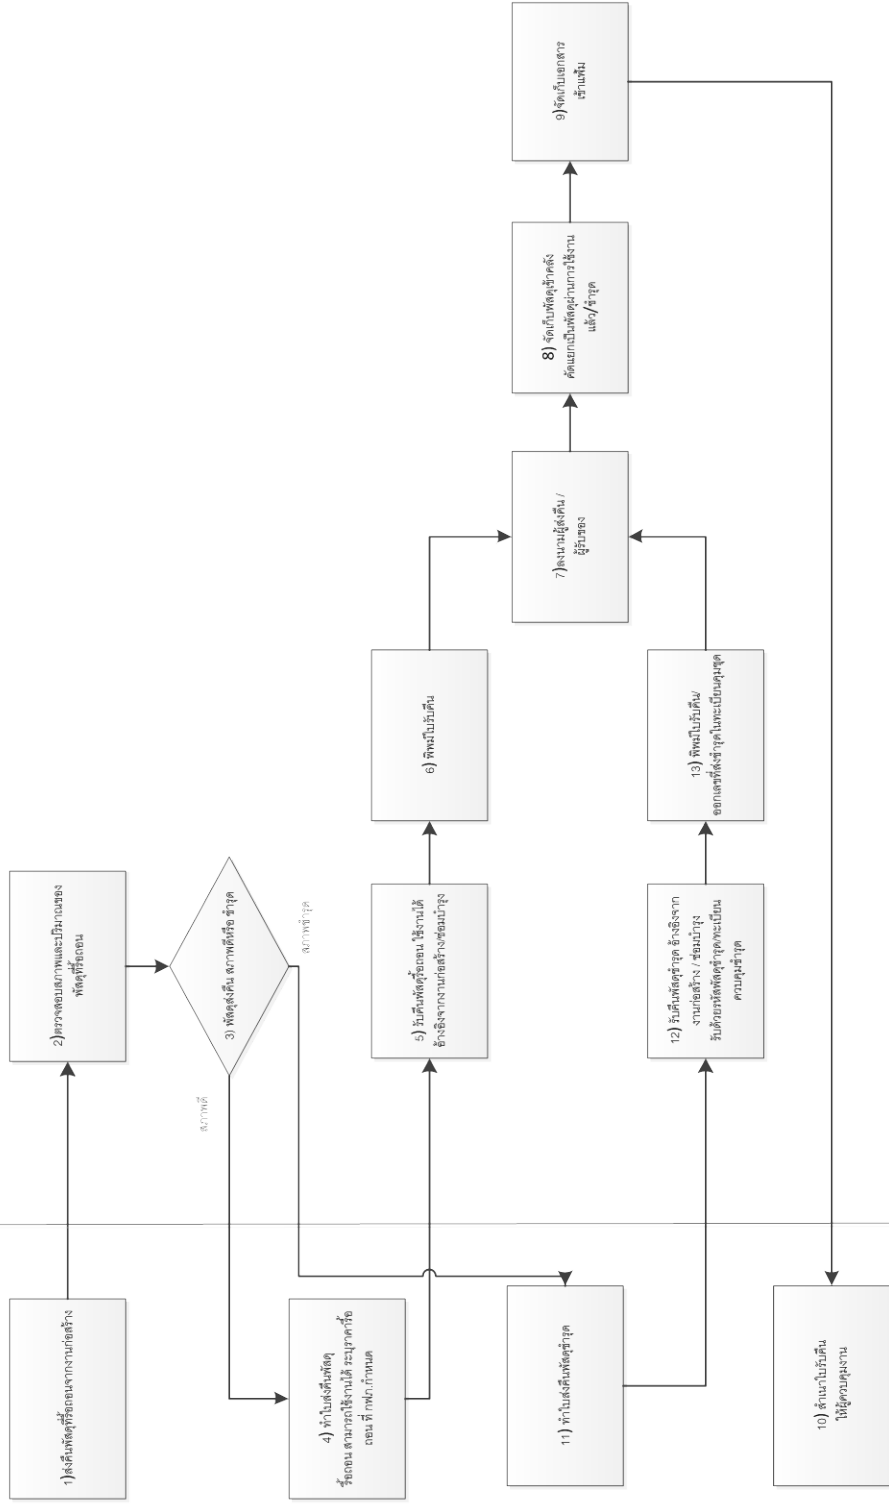 1)ส่งคืนพัสดุที่รื้อถอนจากงานก่อสร้าง
2)ตรวจสอบสภาพและปริมาณของ
พัสดุที่รื้อถอน
3) พัสดุส่งคืน สภาพดีหรือ ชำรุด
สภาพดี
สภาพชำรุด
4) ทำใบส่งคืนพัสดุ
รื้อถอน สามารถใช้งานได้ ระบุราคารื้อ
ถอน ที่ กฟภ.กำหนด
5) รับคืนพัสดุรื้อถอน ใช้งานได้
อ้างอิงจากงานก่อสร้าง/ซ่อมบำรุง
6) พิพม์ใบรับคืน
7)ลงนามผู้ส่งคืน /
ผู้รับของ
8) จัดเก็บพัสดุเข้าคลัง
คัดแยกเป็นพัสดุผ่านการใช้งาน
แล้ว/ชำรุด
9)จัดเก็บเอกสาร
เข้าแฟ้ม
10) สำเนาใบรับคืน
ให้ผู้ควบคุมงาน
11) ทำใบส่งคืนพัสดุชำรุด
12) รับคืนพัสดุชำรุด อ้างอิงจาก
งานก่อสร้าง / ซ่อมบำรุง
รับด้วยรหัสพัสดุชำรุด/ทะเบียน
ควบคุมชำรุด
13) พิพม์ใบรับคืน/
ออกเลขที่ส่งชำรุดในทะเบียนคุมชุด